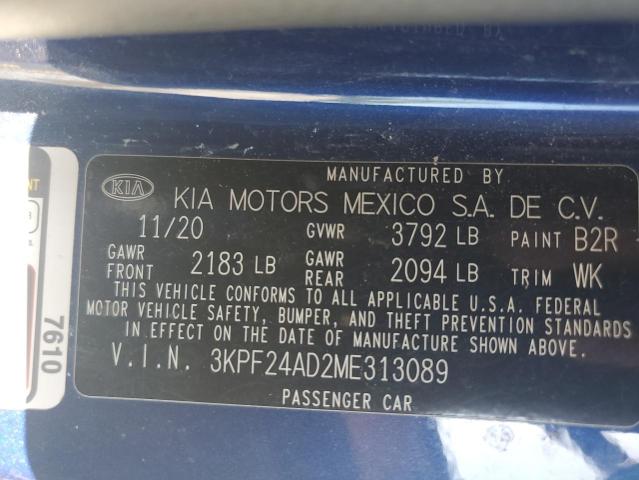 MANUFACTURED BY
KIA KIA MOTORS MEXICO S.A. DE C.V.
11/20 GVWR 3792 LB PAINT B2R
GAWR FRONT 2183 LB GAWR REAR 2094 LB TRIM WK
THIS VEHICLE CONFORMS TO ALL APPLICABLE U.S.A. FEDERAL
MOTOR VEHICLE SAFETY, BUMPER, AND THEFT PREVENTION STANDARDS
IN EFFECT ON THE DATE OF MANUFACTURE SHOWN ABOVE.
V.I.N. 3KPF24AD2ME313089
PASSENGER CAR
7610